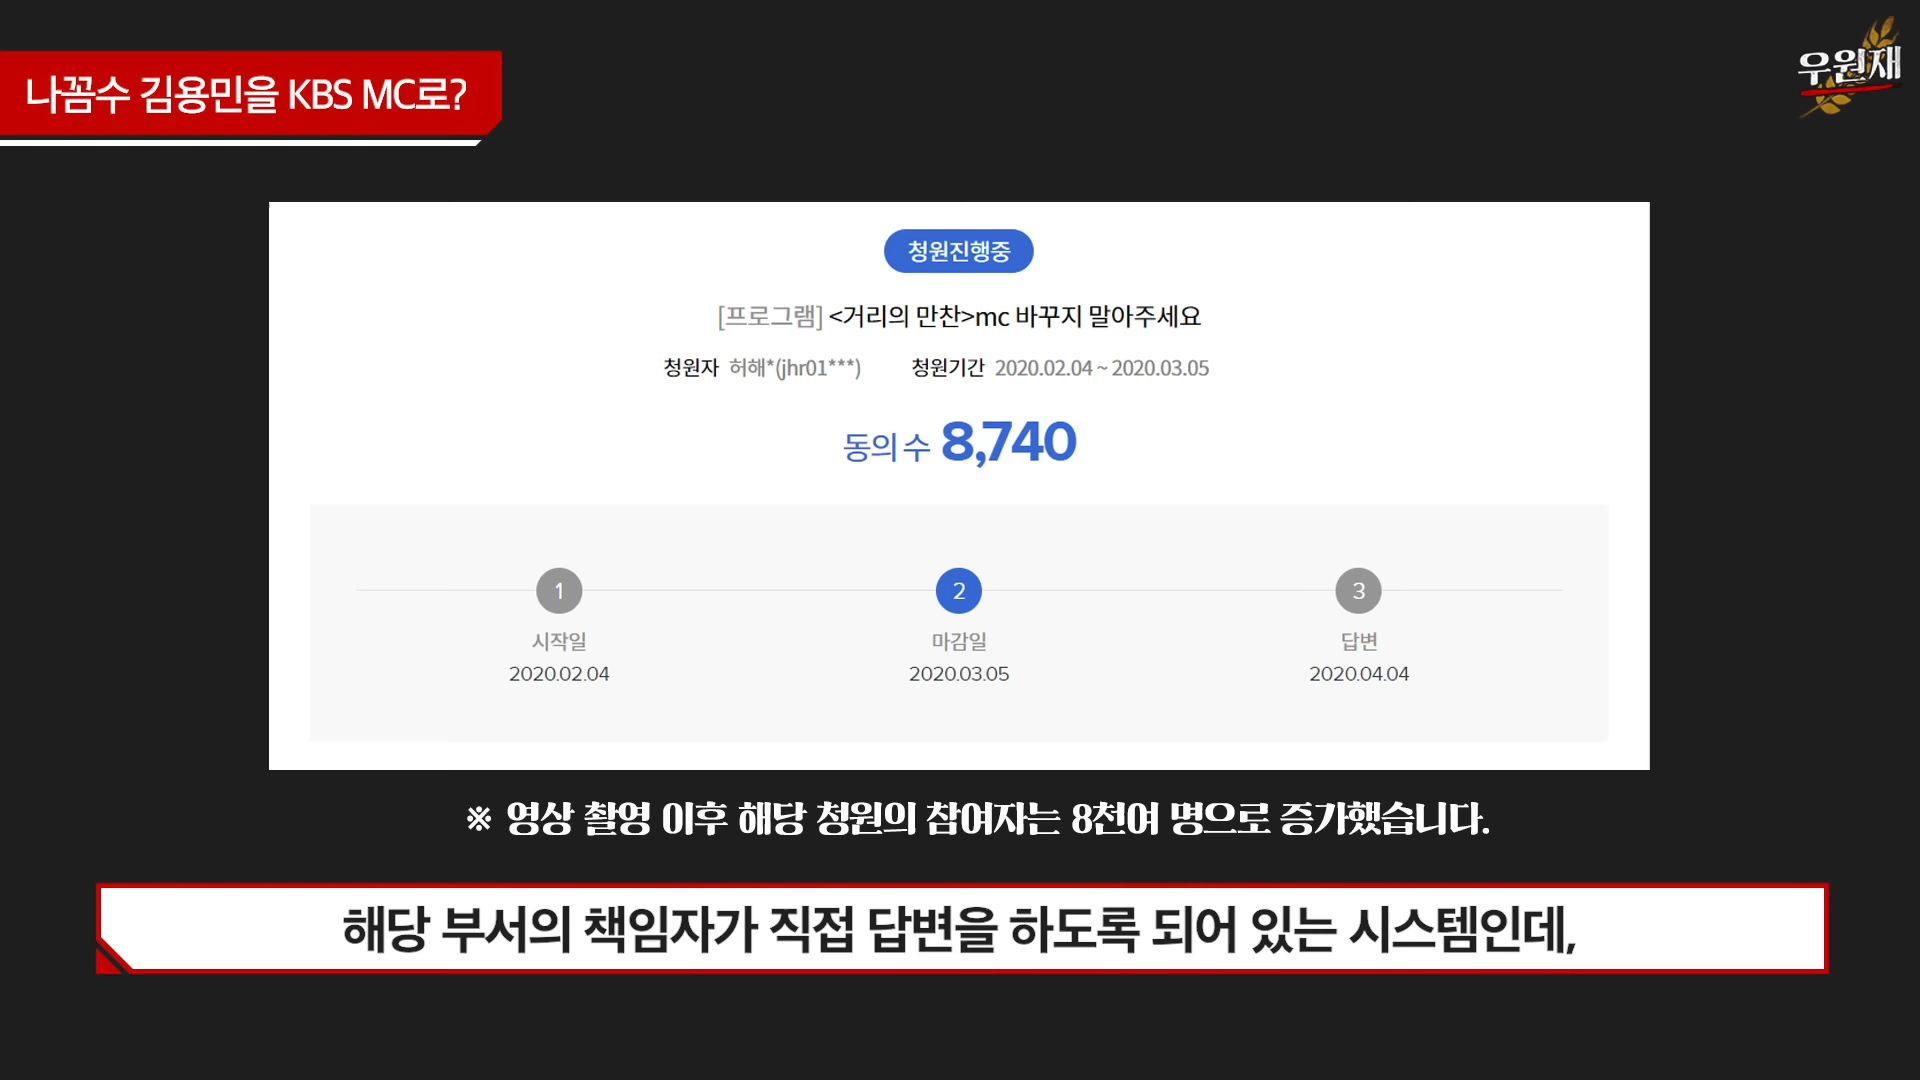 나꼼수 김용민을 KBS MC로?
우원재
청원진행중
[프로그램] <거리의 만찬>mc 바꾸지 말아주세요
청원자 허해*(jhr01***) 청원기간 2020.02.04 ~ 2020.03.05
동의 수 8,740
1 2 3
시작일 마감일 답변
2020.02.04 2020.03.05 2020.04.04
※ 영상 촬영 이후 해당 청원의 참여자는 8천여 명으로 증가했습니다.
해당 부서의 책임자가 직접 답변을 하도록 되어 있는 시스템인데,